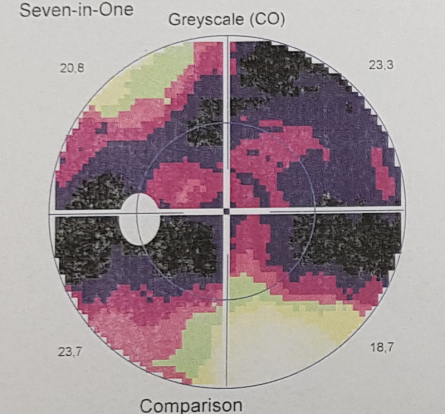 Seven-in-One
Greyscale (CO)
20,8
23,3
23,7
18,7
Comparison